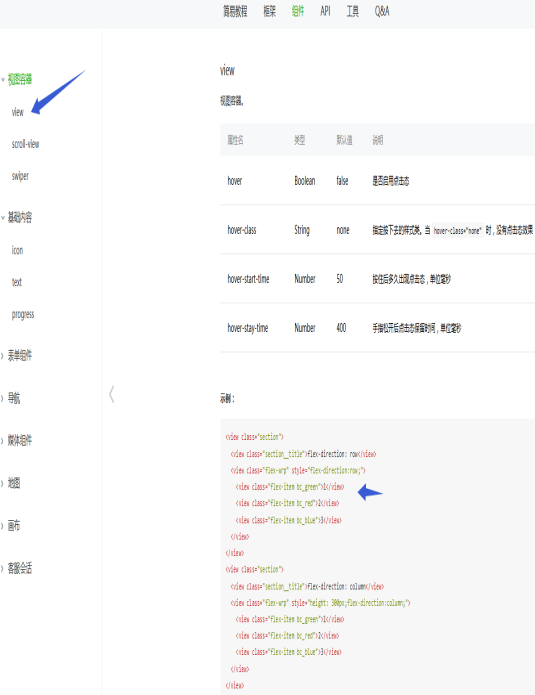 简易教程 框架 组件 API 工具 Q&A
视图容器
view
scroll-view
swiper
基础内容
icon
text
progress
表单组件
导航
媒体组件
地图
画布
客服会话
view
视图容器。
属性名 类型 默认值 说明
hover Boolean false 是否启用点击态
hover-class String none 指定按下去的样式类。当 hover-class="none" 时，没有点击态效果
hover-start-time Number 50 按住后多久出现点击态，单位毫秒
hover-stay-time Number 400 手指松开后点击态保留时间，单位毫秒
示例：
<view class="section">
<view class="section__title">flex-direction: row</view>
<view class="flex-wrp" style="flex-direction:row;">
<view class="flex-item bc_green">1</view>
<view class="flex-item bc_red">2</view>
<view class="flex-item bc_blue">3</view>
</view>
</view>
<view class="section">
<view class="section__title">flex-direction: column</view>
<view class="flex-wrp" style="height: 300px;flex-direction:column;">
<view class="flex-item bc_green">1</view>
<view class="flex-item bc_red">2</view>
<view class="flex-item bc_blue">3</view>
</view>
</view>